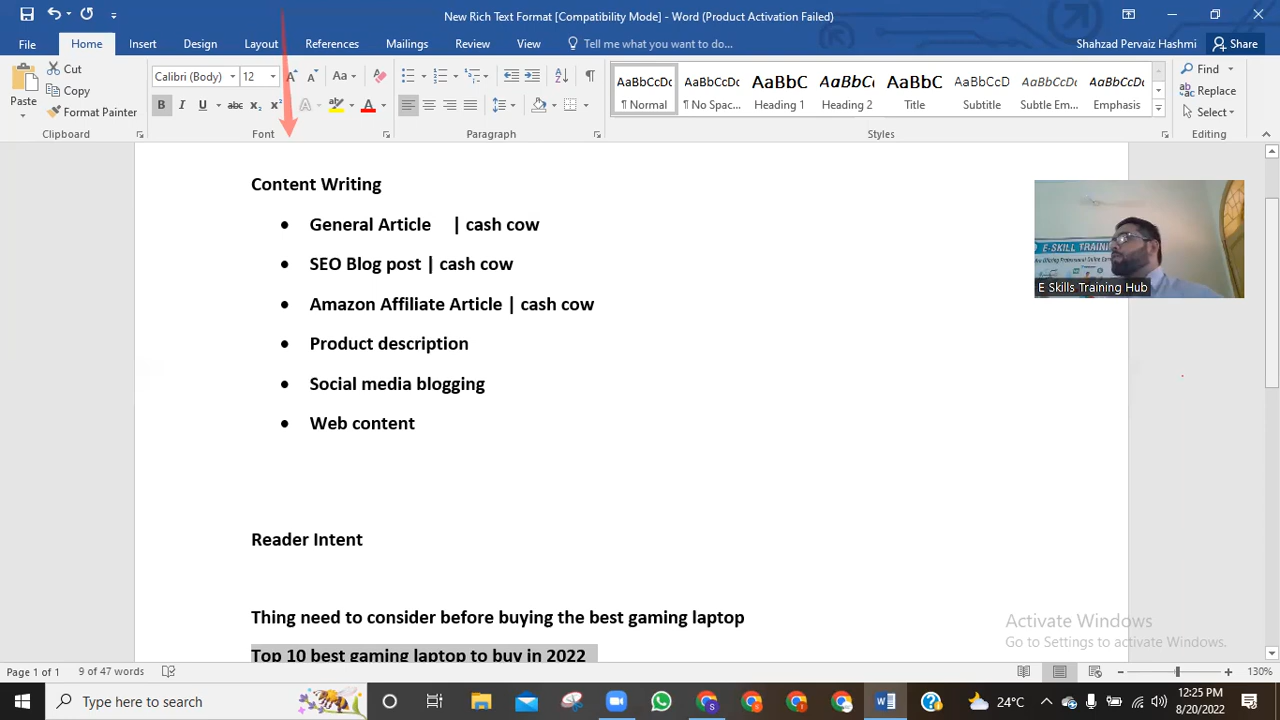 New Rich Text Format [Compatibility Mode] - Word (Product Activation Failed)
File Home Insert Design Layout References Mailings Review View Tell me what you want to do... Shahzad Pervaiz Hashmi Share
Paste Cut Copy Format Painter
Calibri (Body) 12
AaBbCcDc ¶ Normal
AaBbCcDc ¶ No Spac...
AaBbC Heading 1
AaBbC Heading 2
AaBbC Title
AaBbCcD Subtitle
AaBbCcDc Subtle Em...
AaBbCcDc Emphasis
Find Replace Select
Clipboard Font Paragraph Styles Editing
Content Writing
• General Article | cash cow
• SEO Blog post | cash cow
• Amazon Affiliate Article | cash cow
• Product description
• Social media blogging
• Web content
E-SKILL TRAINI
E Skills Training Hub
Reader Intent
Thing need to consider before buying the best gaming laptop
Top 10 best gaming laptop to buy in 2022
Activate Windows
Go to Settings to activate Windows.
Page 1 of 1 9 of 47 words 130%
Type here to search
24°C
12:25 PM
8/20/2022